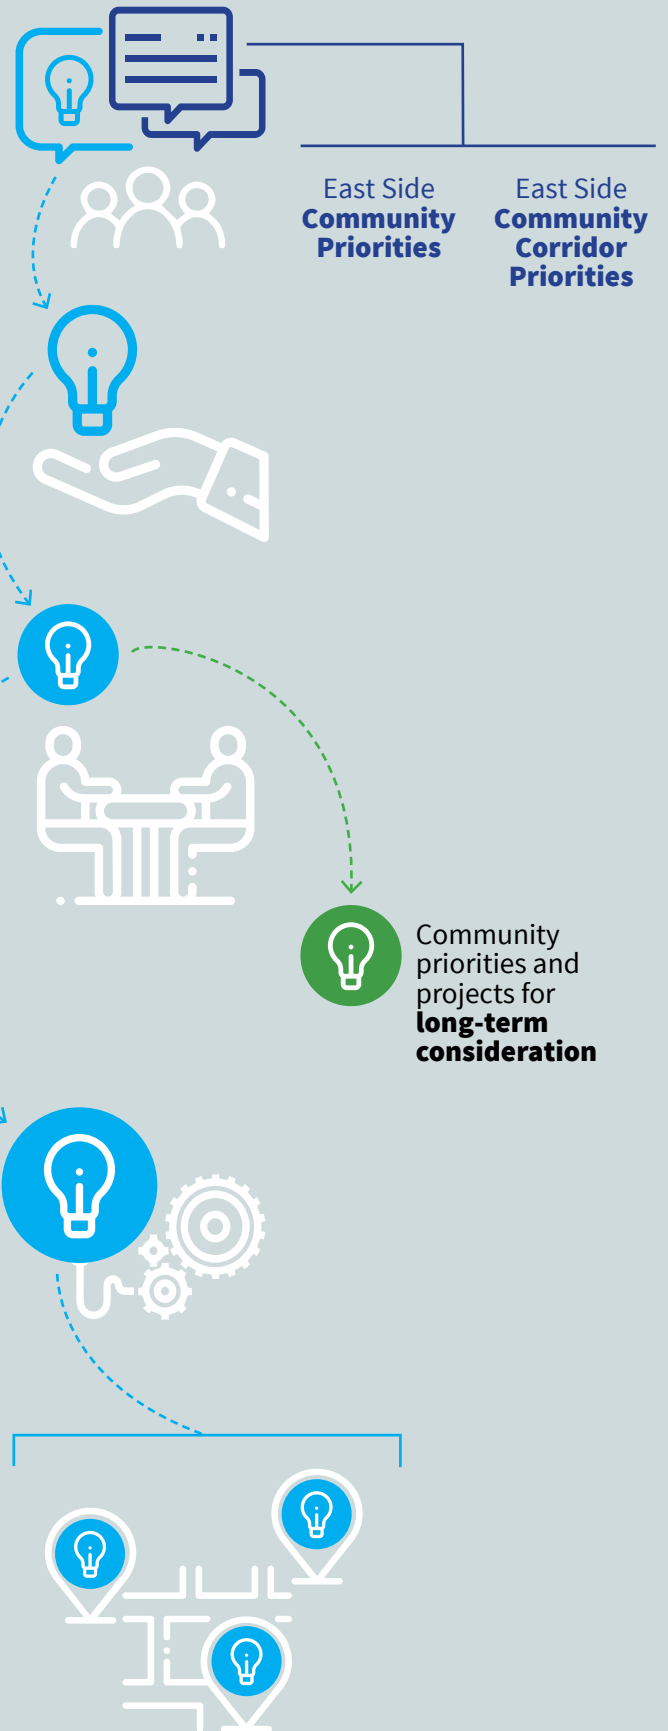 East Side
Community
Priorities
East Side
Community
Corridor
Priorities
Community
priorities and
projects for
long-term
consideration